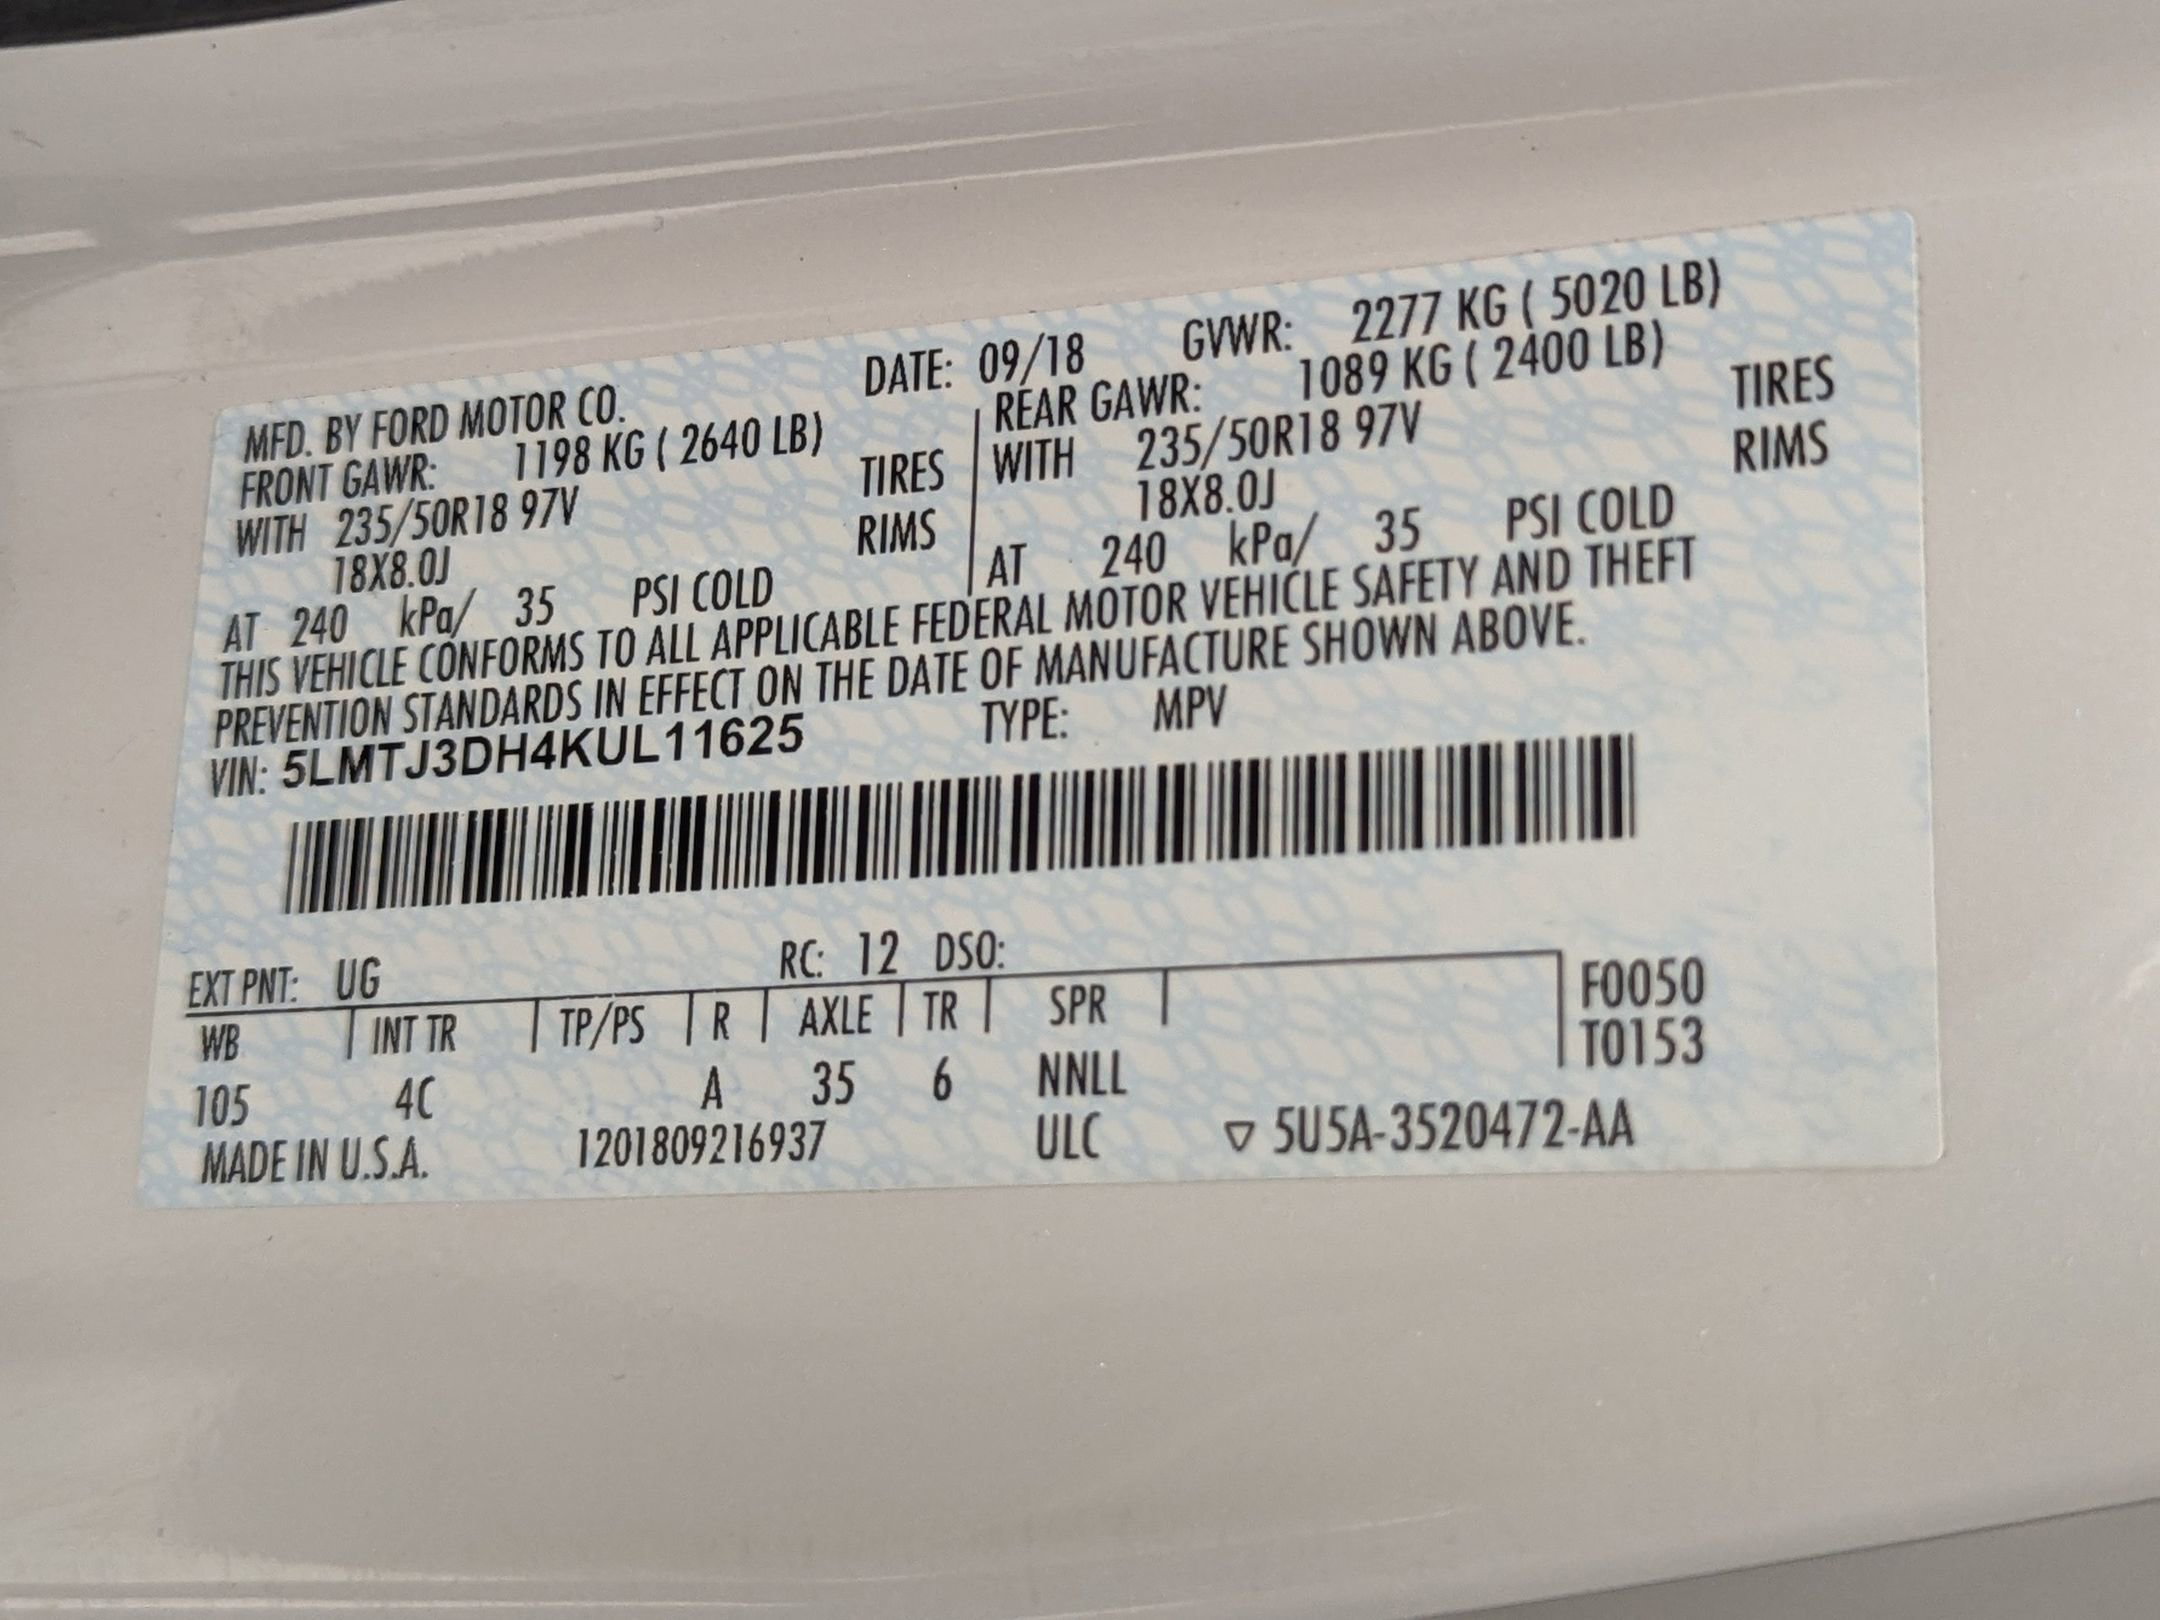 MFD. BY FORD MOTOR CO. DATE: 09/18 GVWR: 2277 KG ( 5020 LB)
FRONT GAWR: 1198 KG ( 2640 LB) REAR GAWR: 1089 KG ( 2400 LB)
WITH 235/50R18 97V TIRES WITH 235/50R18 97V TIRES
18X8.0J RIMS 18X8.0J RIMS
AT 240 kPa/ 35 PSI COLD AT 240 kPa/ 35 PSI COLD
THIS VEHICLE CONFORMS TO ALL APPLICABLE FEDERAL MOTOR VEHICLE SAFETY AND THEFT
PREVENTION STANDARDS IN EFFECT ON THE DATE OF MANUFACTURE SHOWN ABOVE.
VIN: 5LMTJ3DH4KUL11625 TYPE: MPV
EXT PNT: UG RC: 12 DSO:
WB INT TR TP/PS R AXLE TR SPR F0050
T0153
105 4C A 35 6 NNLL
MADE IN U.S.A. 1201809216937 ULC ▽ 5U5A-3520472-AA